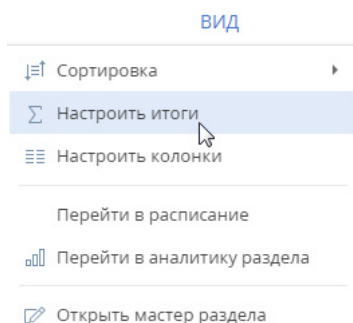 ВИД
Сортировка
Настроить итоги
Настроить колонки
Перейти в расписание
Перейти в аналитику раздела
Открыть мастер раздела